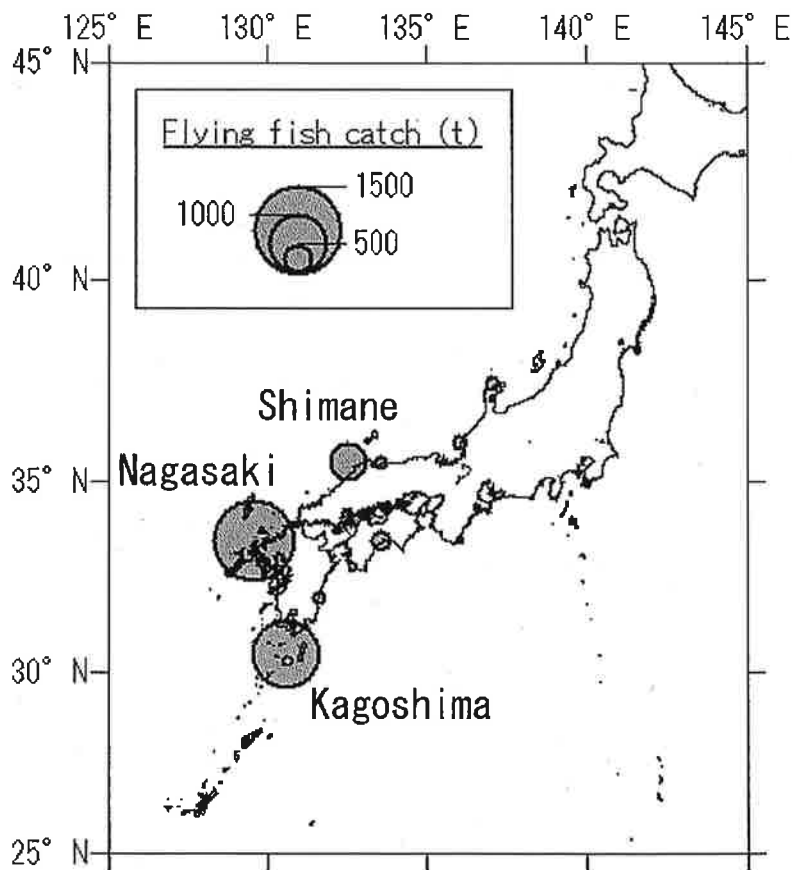 125° E 130° E 135° E 140° E 145° E
45° N
Flying fish catch (t)
1500
1000
500
40° N
Shimane
Nagasaki
35° N
30° N
Kagoshima
25° N